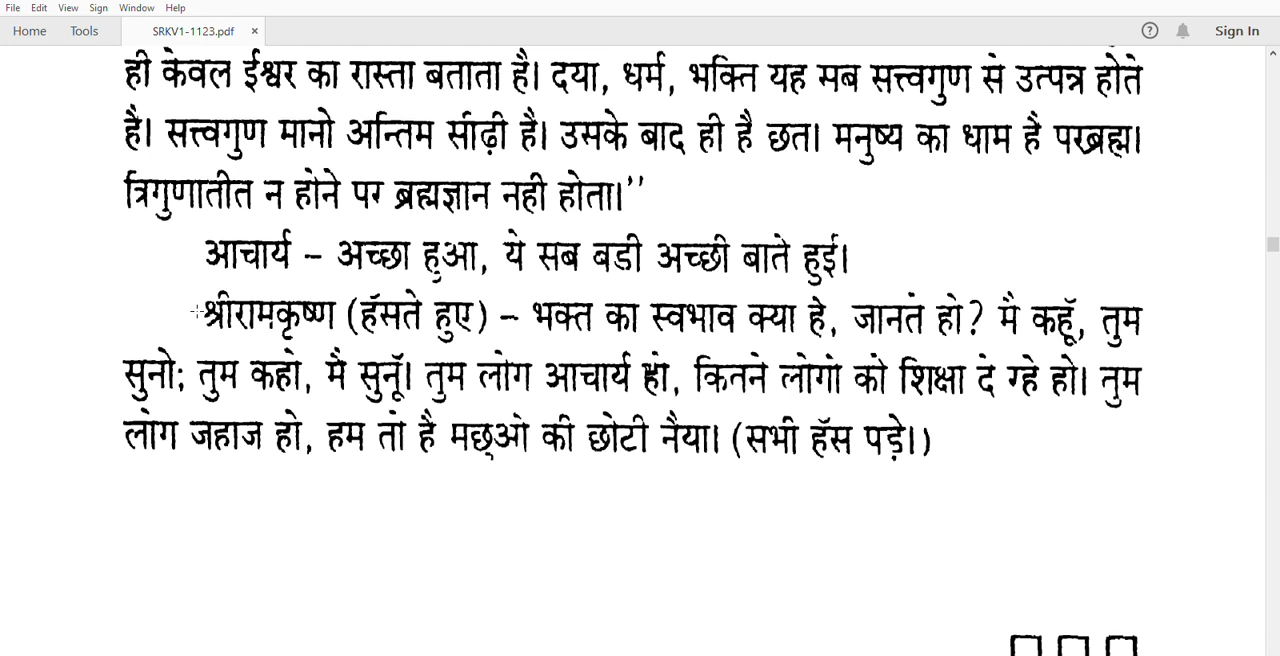 File Edit View Sign Window Help
Home Tools SRKV1-1123.pdf × Sign In
ही केवल ईश्वर का रास्ता बताता है। दया, धर्म, भक्ति यह सब सत्त्वगुण से उत्पन्न होते
है। सत्त्वगुण मानो अन्तिम सीढ़ी है। उसके बाद ही है छत। मनुष्य का धाम है परब्रह्म।
त्रिगुणातीत न होने पर ब्रह्मज्ञान नही होता।’’
आचार्य – अच्छा हुआ, ये सब बडी अच्छी बाते हुई।
श्रीरामकृष्ण (हॅसते हुए) – भक्त का स्वभाव क्या हे, जानते हो? मै कहूॅ, तुम
सुनो; तुम कहो, मै सुनूॅ। तुम लोग आचार्य हो, कितने लोगो को शिक्षा दे रहे हो। तुम
लोग जहाज हो, हम तो है मछुओ की छोटी नैया। (सभी हॅस पड़े।)